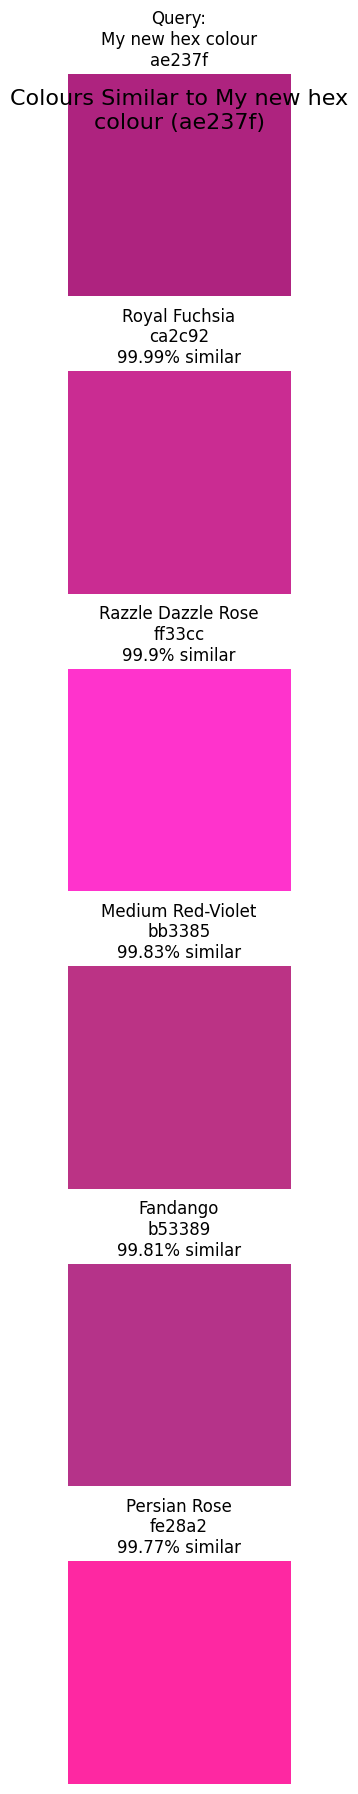 Query:
My new hex colour
ae237f
Colours Similar to My new hex
colour (ae237f)
Royal Fuchsia
ca2c92
99.99% similar
Razzle Dazzle Rose
ff33cc
99.9% similar
Medium Red-Violet
bb3385
99.83% similar
Fandango
b53389
99.81% similar
Persian Rose
fe28a2
99.77% similar